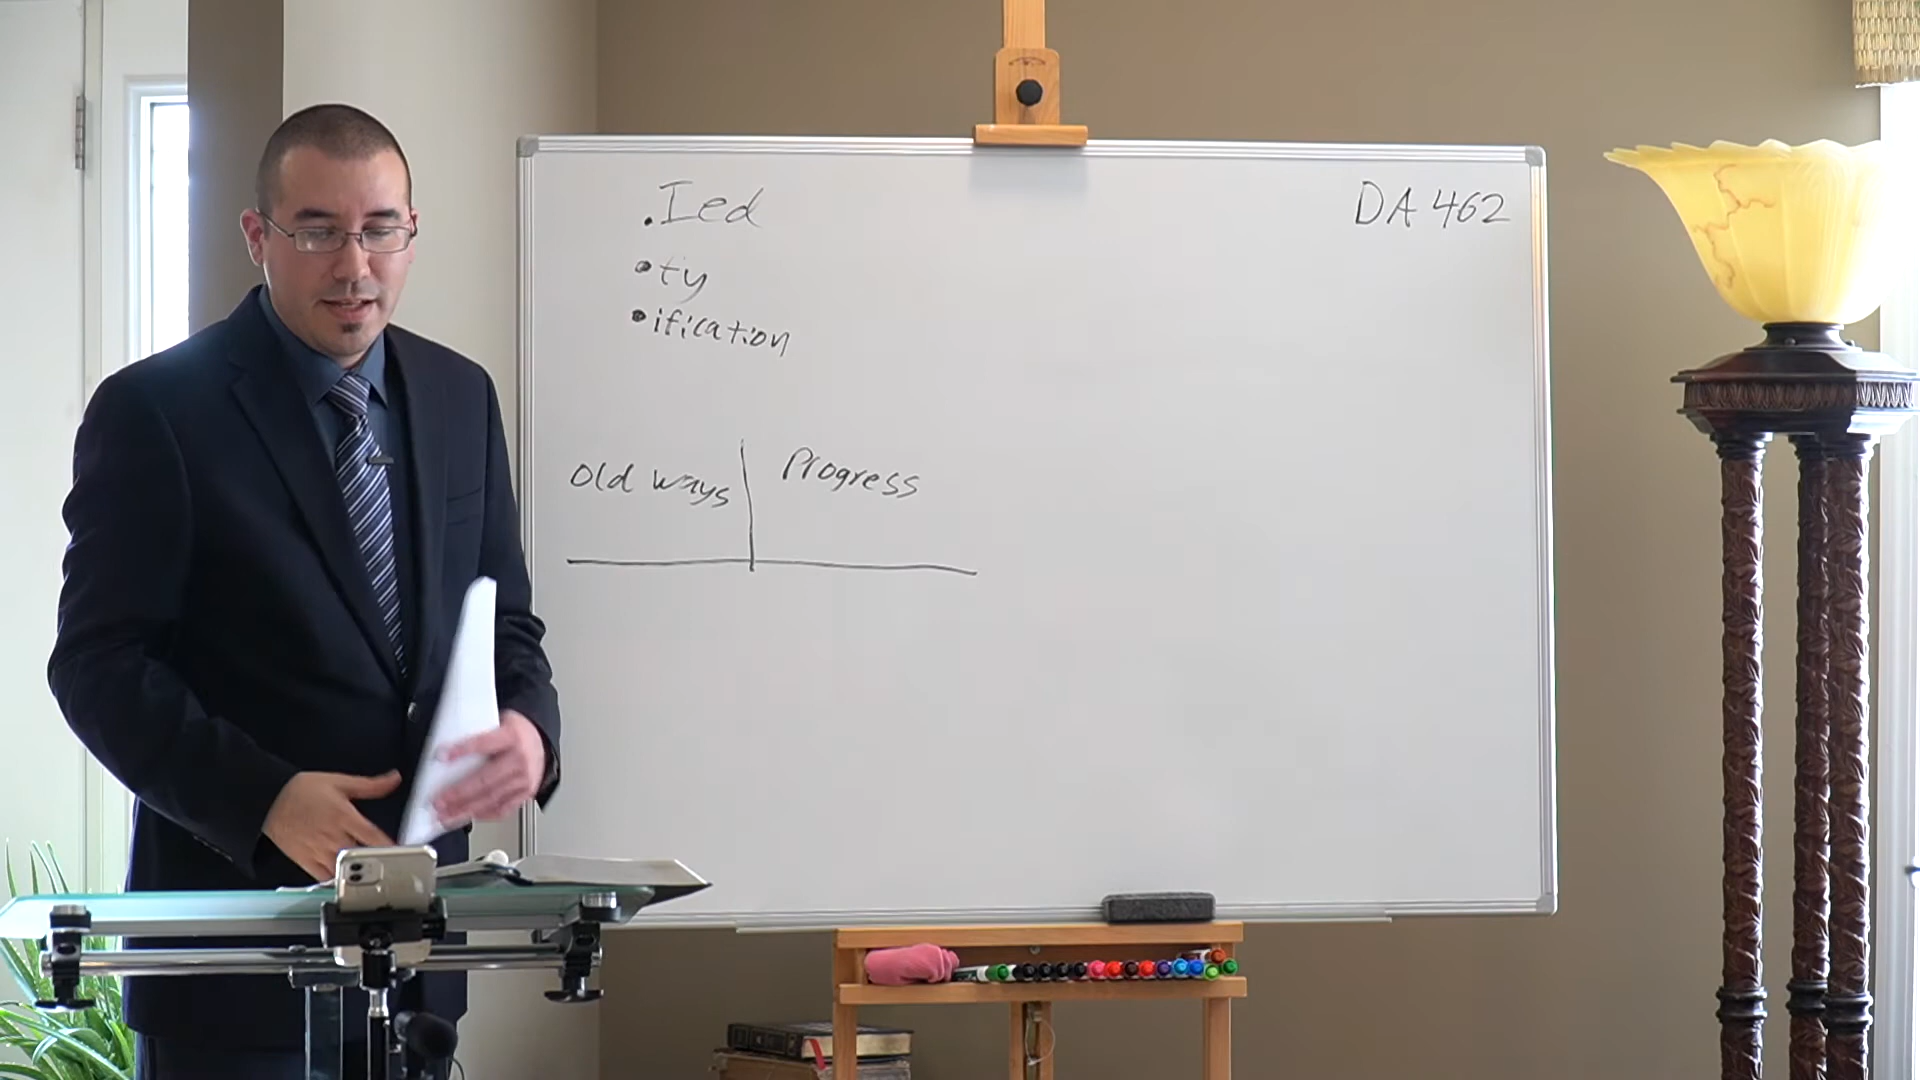 .Ied
DA 462
•ty
•ification
Old ways
Progress